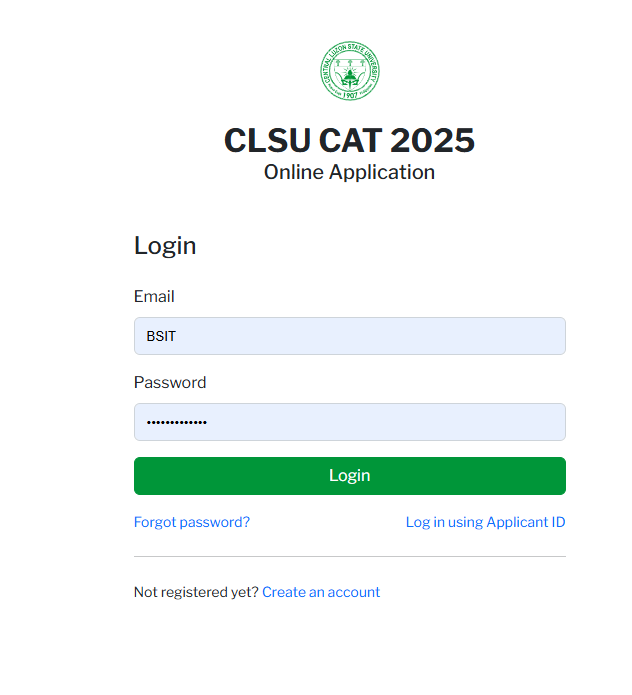 CENTRAL LUZON STATE UNIVERSITY
1907
CLSU CAT 2025
Online Application
Login
Email
BSIT
Password
•••••••••••••
Login
Forgot password? Log in using Applicant ID
Not registered yet? Create an account